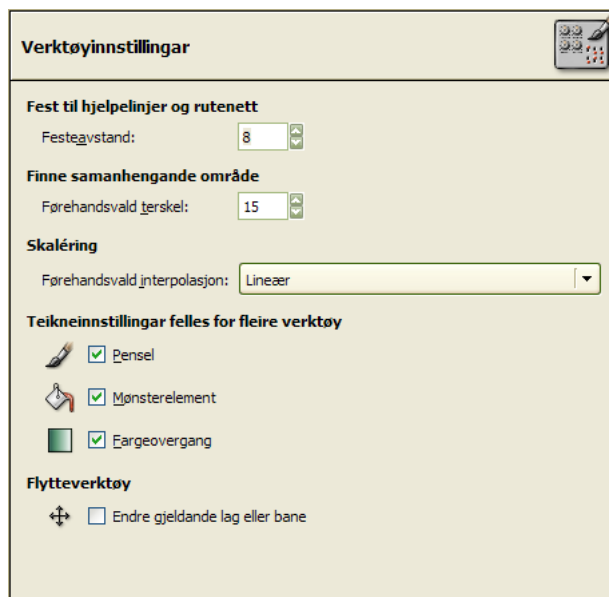 Verktøyinnstillingar
Fest til hjelpelinjer og rutenett
Festeavstand: 8
Finne samanhengande område
Førehandsvald terskel: 15
Skaléring
Førehandsvald interpolasjon: Lineær
Teikneinnstillingar felles for fleire verktøy
Pensel
Mønsterelement
Fargeovergang
Flytteverktøy
Endre gjeldande lag eller bane